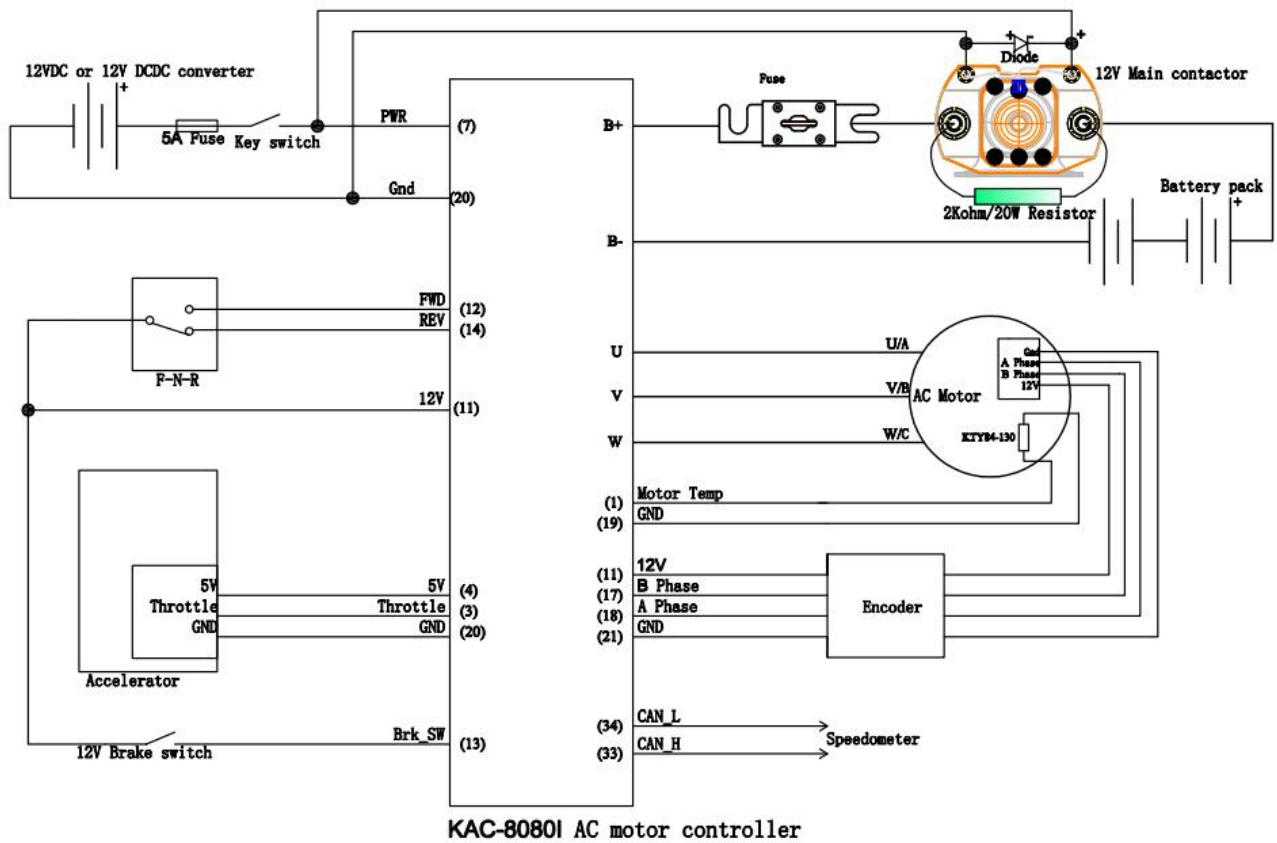 + - +
Diode
12V Main contactor
12VDC or 12V DCDC converter
+
5A Fuse
Key switch
PWR
(7)
Gnd
(20)
B+
Fuse
2Kohm/20W Resistor
Battery pack
+
B-
FWD
(12)
REV
(14)
F-N-R
12V
(11)
U
U/A
V
V/B
W
W/C
AC Motor
Gnd
A Phase
B Phase
12V
KTY84-130
(1)
Motor Temp
(19)
GND
5V
Throttle
GND
Accelerator
5V
(4)
Throttle
(3)
GND
(20)
(11)
12V
(17)
B Phase
(18)
A Phase
(21)
GND
Encoder
12V Brake switch
Brk_SW
(13)
(34)
CAN_L
(33)
CAN_H
Speedometer
KAC-8080I AC motor controller